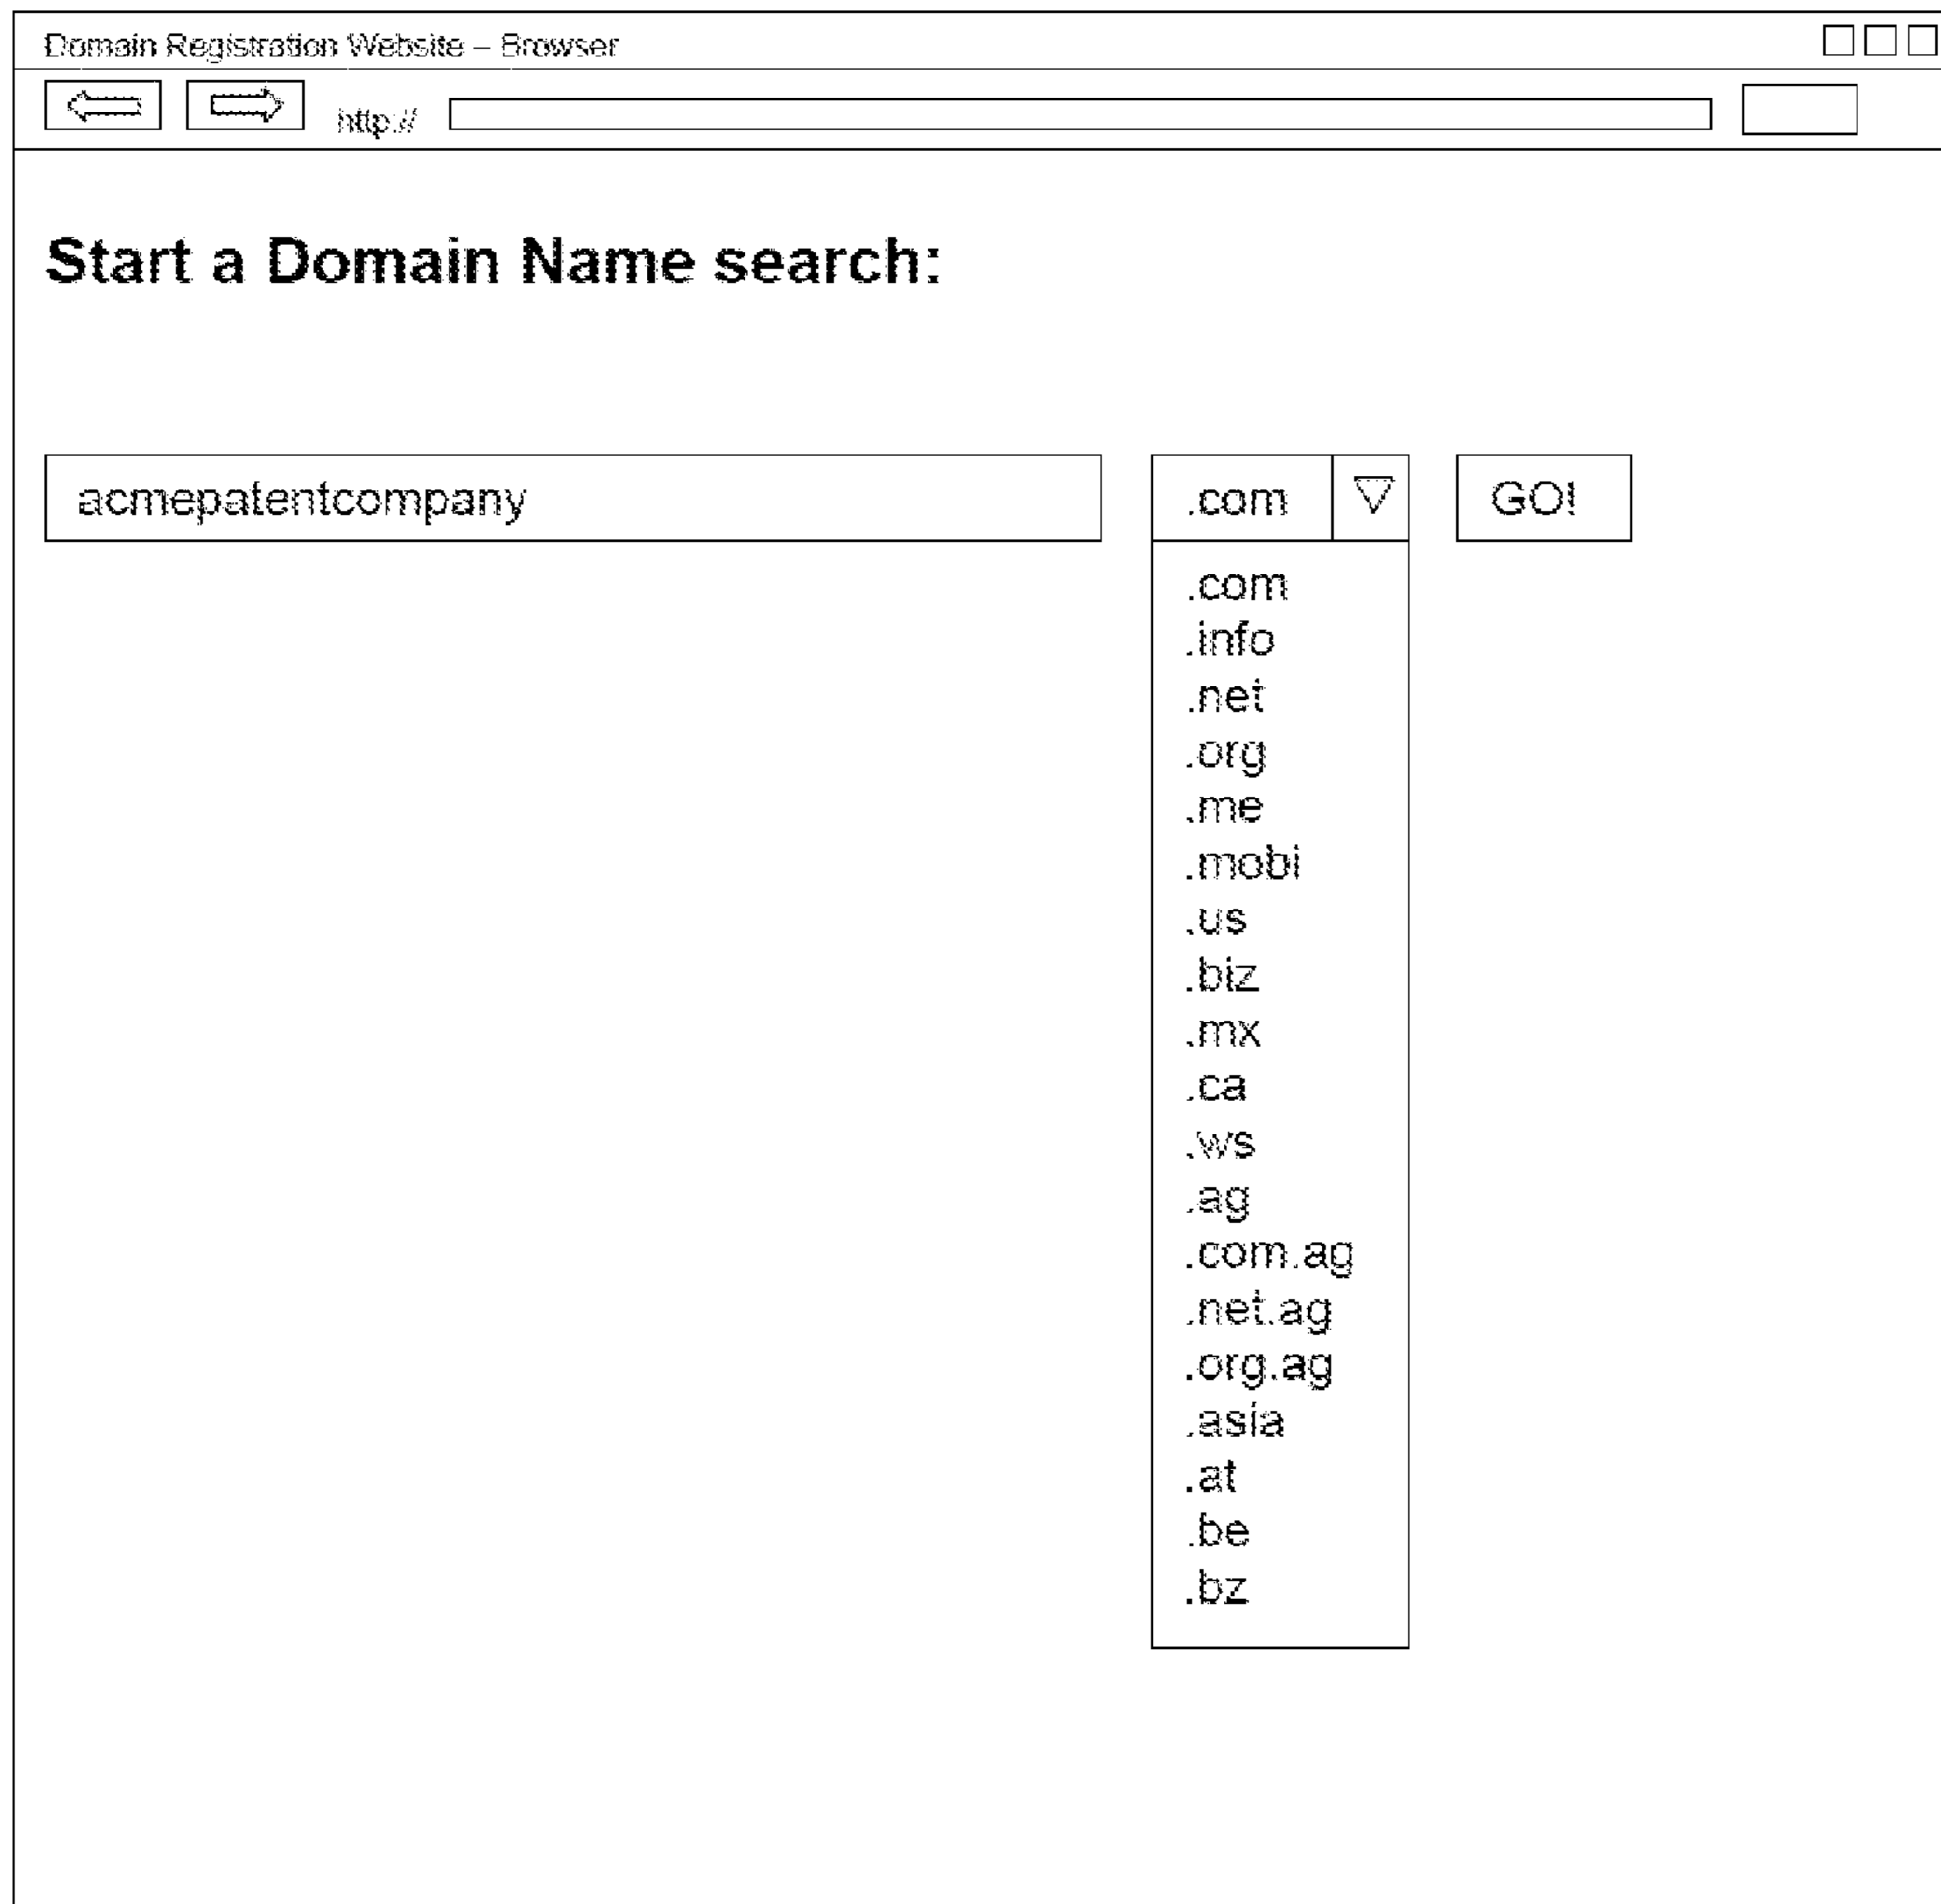 Domain Registration Website – Browser
http://
Start a Domain Name search:
acmepatentcompany .com GO!
.com
.info
.net
.org
.me
.mobi
.us
.biz
.mx
.ca
.ws
.ag
.com.ag
.net.ag
.org.ag
.asia
.at
.be
.bz